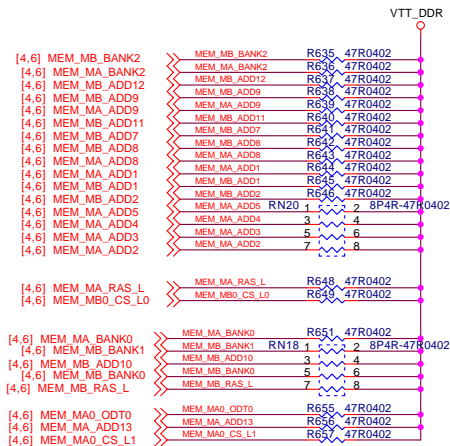 VTT_DDR
[4,6] MEM_MB_BANK2 MEM_MB_BANK2 R635 47R0402
[4,6] MEM_MA_BANK2 MEM_MA_BANK2 R636 47R0402
[4,6] MEM_MB_ADD12 MEM_MB_ADD12 R637 47R0402
[4,6] MEM_MB_ADD9 MEM_MB_ADD9 R638 47R0402
[4,6] MEM_MA_ADD9 MEM_MA_ADD9 R639 47R0402
[4,6] MEM_MB_ADD11 MEM_MB_ADD11 R640 47R0402
[4,6] MEM_MB_ADD7 MEM_MB_ADD7 R641 47R0402
[4,6] MEM_MB_ADD8 MEM_MB_ADD8 R642 47R0402
[4,6] MEM_MA_ADD8 MEM_MA_ADD8 R643 47R0402
[4,6] MEM_MA_ADD1 MEM_MA_ADD1 R644 47R0402
[4,6] MEM_MB_ADD1 MEM_MB_ADD1 R645 47R0402
[4,6] MEM_MB_ADD2 MEM_MB_ADD2 R646 47R0402
[4,6] MEM_MA_ADD5 MEM_MA_ADD5 RN20 1 2 8P4R-47R0402
[4,6] MEM_MA_ADD4 MEM_MA_ADD4 3 4
[4,6] MEM_MA_ADD3 MEM_MA_ADD3 5 6
[4,6] MEM_MA_ADD2 MEM_MA_ADD2 7 8
[4,6] MEM_MA_RAS_L MEM_MA_RAS_L R648 47R0402
[4,6] MEM_MB0_CS_L0 MEM_MB0_CS_L0 R649 47R0402
[4,6] MEM_MA_BANK0 MEM_MA_BANK0 R651 47R0402
[4,6] MEM_MB_BANK1 MEM_MB_BANK1 RN18 1 2 8P4R-47R0402
[4,6] MEM_MB_ADD10 MEM_MB_ADD10 3 4
[4,6] MEM_MB_BANK0 MEM_MB_BANK0 5 6
[4,6] MEM_MB_RAS_L MEM_MB_RAS_L 7 8
[4,6] MEM_MA0_ODT0 MEM_MA0_ODT0 R655 47R0402
[4,6] MEM_MA_ADD13 MEM_MA_ADD13 R656 47R0402
[4,6] MEM_MA0_CS_L1 MEM_MA0_CS_L1 R657 47R0402